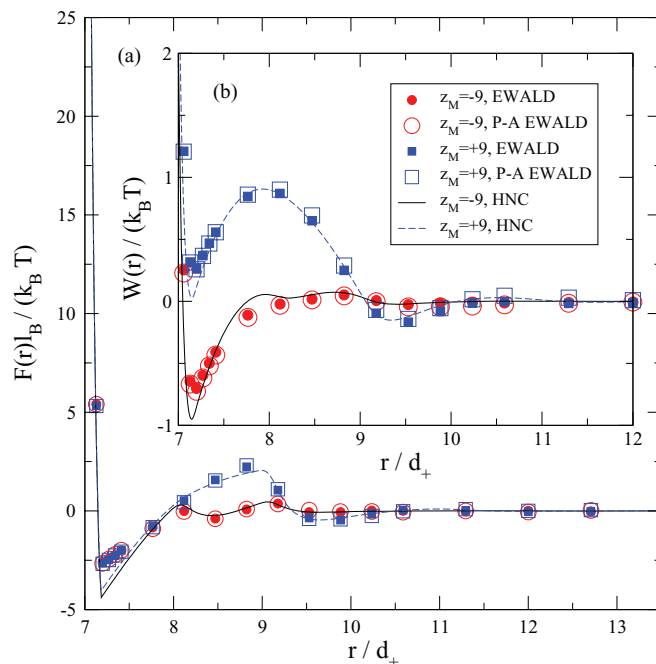 25
20
15
10
5
0
-5
F(r)l_B / (k_B T)
(a)
7 8 9 10 11 12 13
r / d_+
2
1
0
-1
W(r) / (k_B T)
(b)
z_M=-9, EWALD
z_M=-9, P-A EWALD
z_M=+9, EWALD
z_M=+9, P-A EWALD
z_M=-9, HNC
z_M=+9, HNC
7 8 9 10 11 12
r / d_+